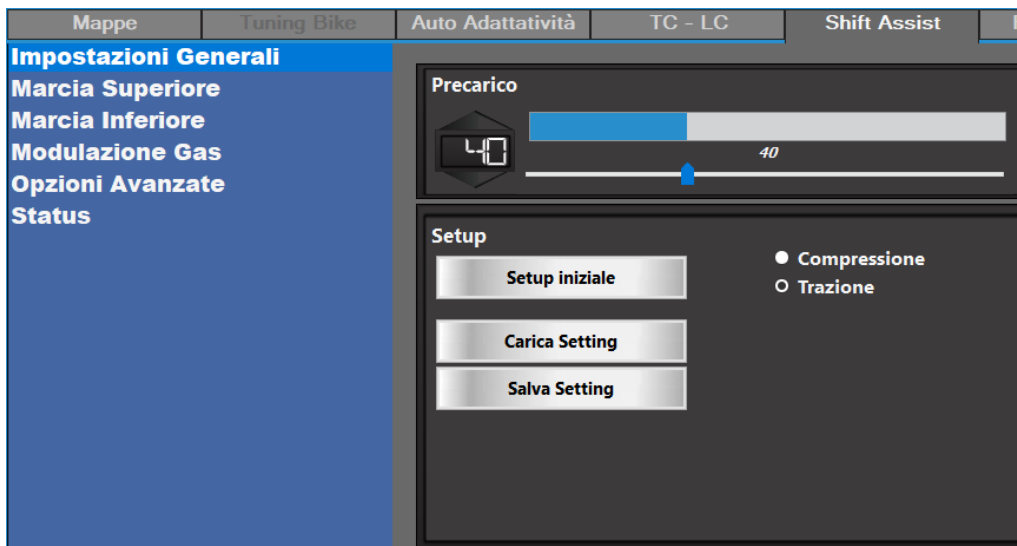 Mappe
Tuning Bike
Auto Adattatività
TC - LC
Shift Assist
Impostazioni Generali
Marcia Superiore
Marcia Inferiore
Modulazione Gas
Opzioni Avanzate
Status
Precarico
40
40
Setup
Setup iniziale
Carica Setting
Salva Setting
Compressione
Trazione